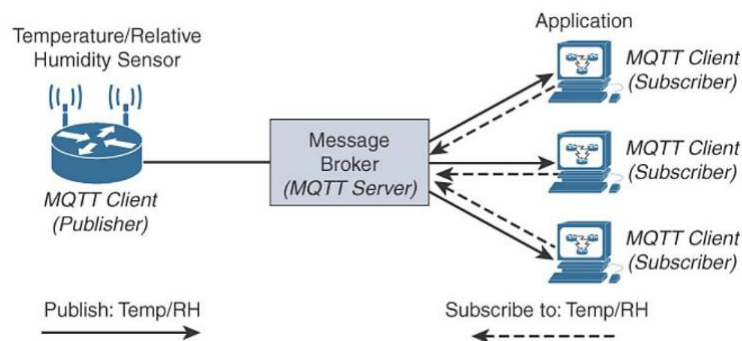 Temperature/Relative
Humidity Sensor
MQTT Client
(Publisher)
Message
Broker
(MQTT Server)
Application
MQTT Client
(Subscriber)
MQTT Client
(Subscriber)
MQTT Client
(Subscriber)
Publish: Temp/RH
Subscribe to: Temp/RH